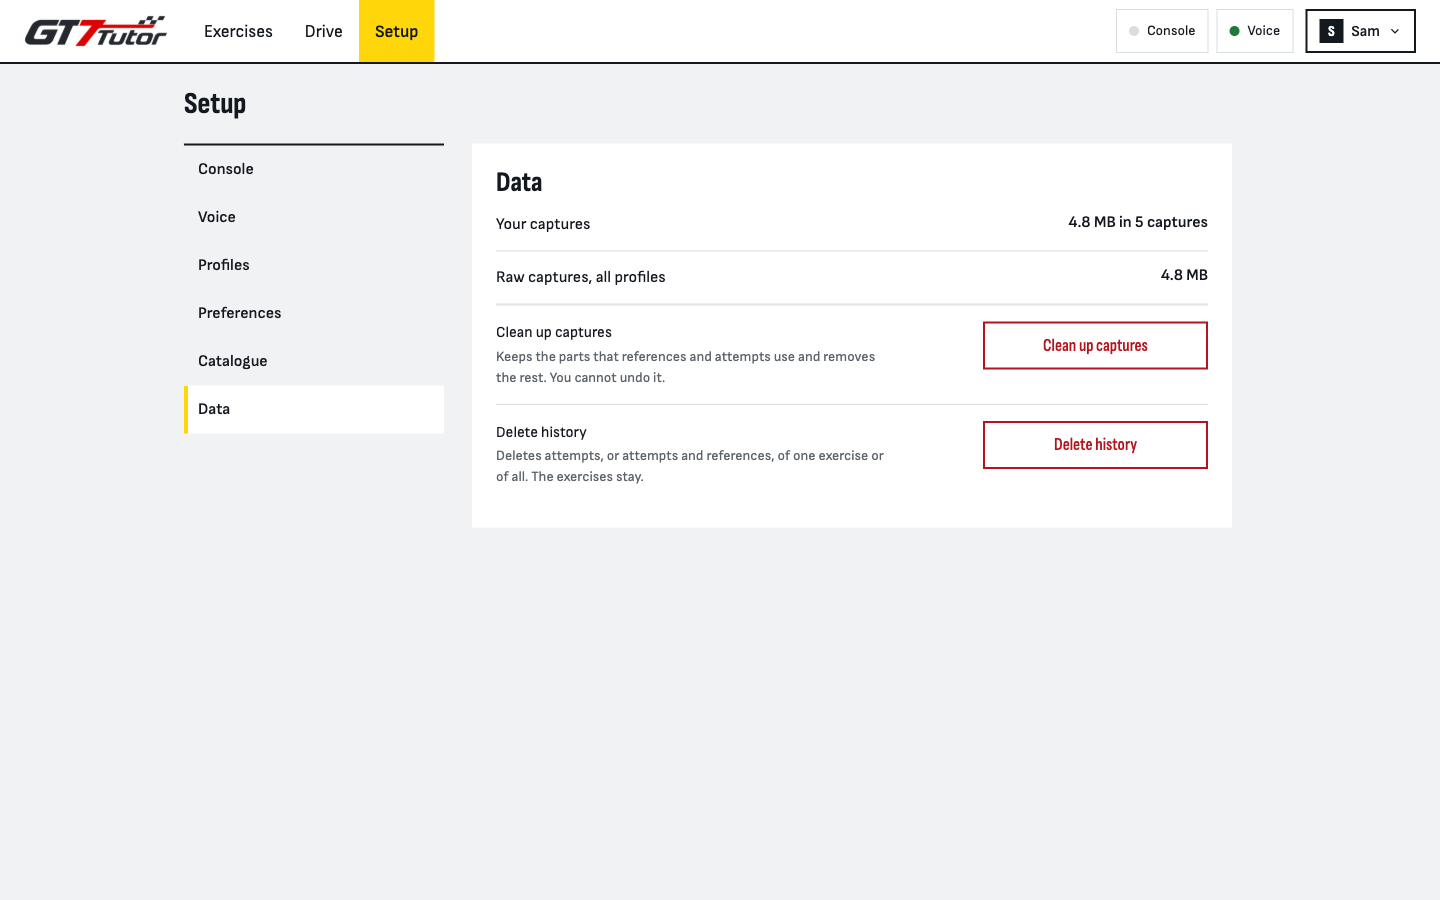 GT7Tutor
Exercises
Drive
Setup
Console
Voice
S
Sam
Setup
Console
Voice
Profiles
Preferences
Catalogue
Data
Data
Your captures
4.8 MB in 5 captures
Raw captures, all profiles
4.8 MB
Clean up captures
Keeps the parts that references and attempts use and removes
the rest. You cannot undo it.
Clean up captures
Delete history
Deletes attempts, or attempts and references, of one exercise or
of all. The exercises stay.
Delete history